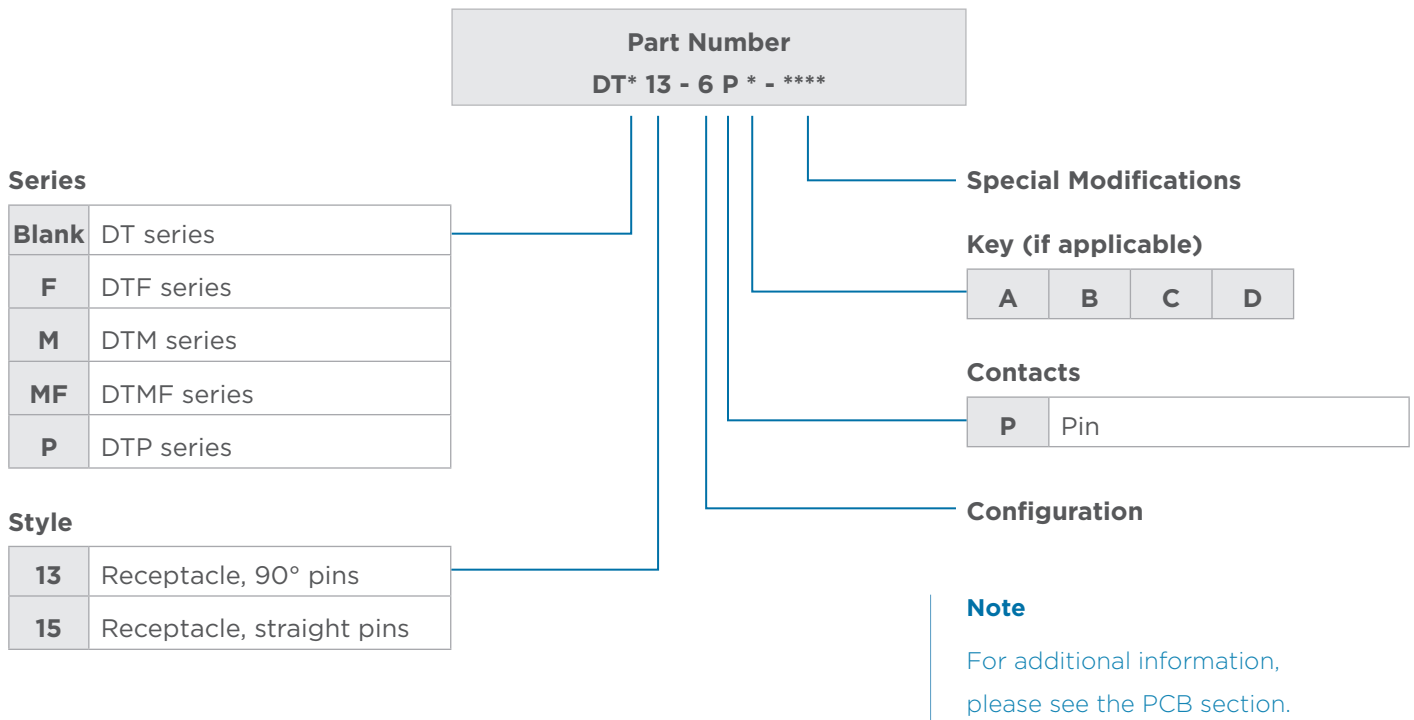 Part Number
DT* 13 - 6 P * - ****
Series
Blank DT series
F DTF series
M DTM series
MF DTMF series
P DTP series
Style
13 Receptacle, 90° pins
15 Receptacle, straight pins
Special Modifications
Key (if applicable)
A B C D
Contacts
P Pin
Configuration
Note
For additional information,
please see the PCB section.